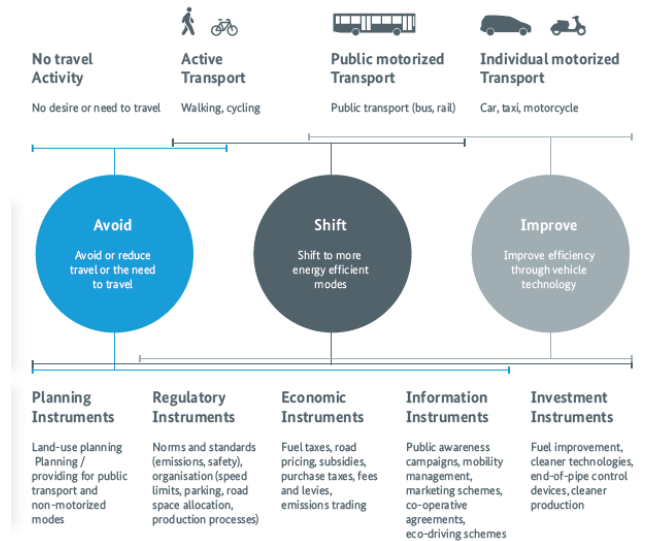 No travel
Activity
No desire or need to travel
Active
Transport
Walking, cycling
Public motorized
Transport
Public transport (bus, rail)
Individual motorized
Transport
Car, taxi, motorcycle
Avoid
Avoid or reduce
travel or the need
to travel
Shift
Shift to more
energy efficient
modes
Improve
Improve efficiency
through vehicle
technology
Planning
Instruments
Land-use planning
Planning /
providing for public
transport and
non-motorized
modes
Regulatory
Instruments
Norms and standards
(emissions, safety),
organisation (speed
limits, parking, road
space allocation,
production processes)
Economic
Instruments
Fuel taxes, road
pricing, subsidies,
purchase taxes, fees
and levies,
emissions trading
Information
Instruments
Public awareness
campaigns, mobility
management,
marketing schemes,
co-operative
agreements,
eco-driving schemes
Investment
Instruments
Fuel improvement,
cleaner technologies,
end-of-pipe control
devices, cleaner
production